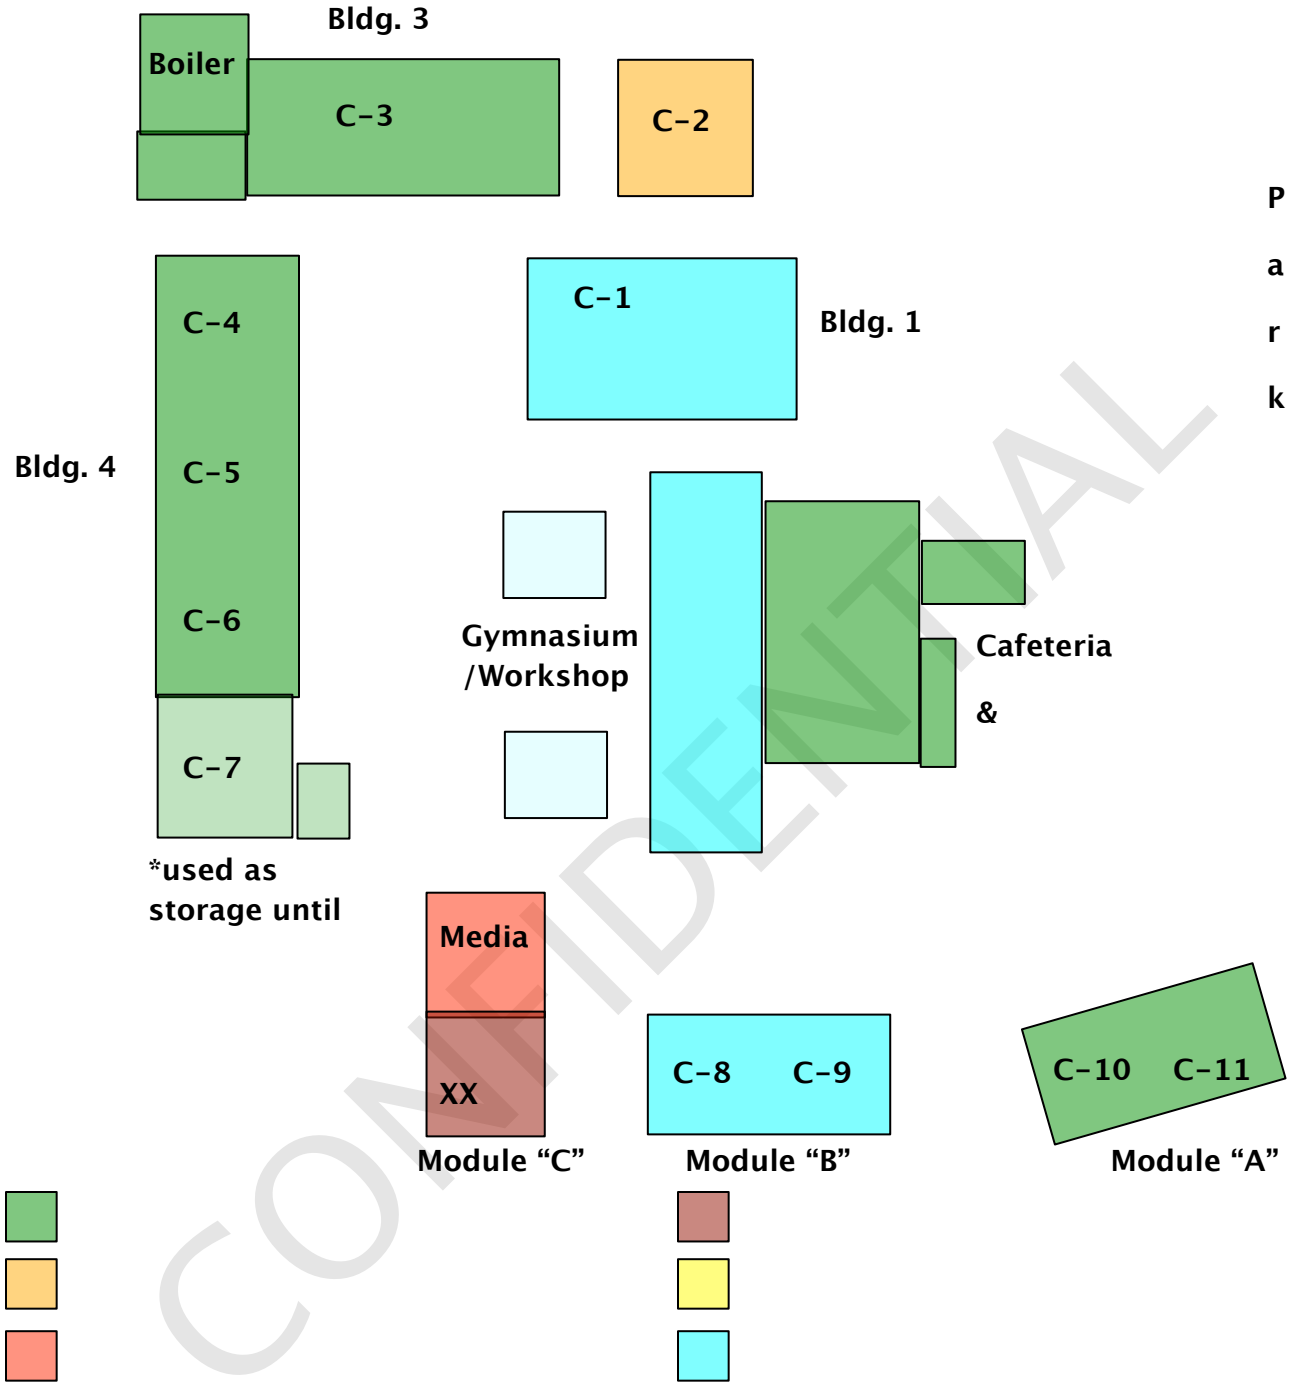 Bldg. 3
Boiler
C-3
C-2
P
a
r
k
C-1
C-4
Bldg. 1
Bldg. 4
C-5
C-6
Gymnasium
/Workshop
Cafeteria
&
C-7
*used as
storage until
Media
XX
C-8 C-9
C-10 C-11
Module “C”
Module “B”
Module “A”
CONFIDENTIAL